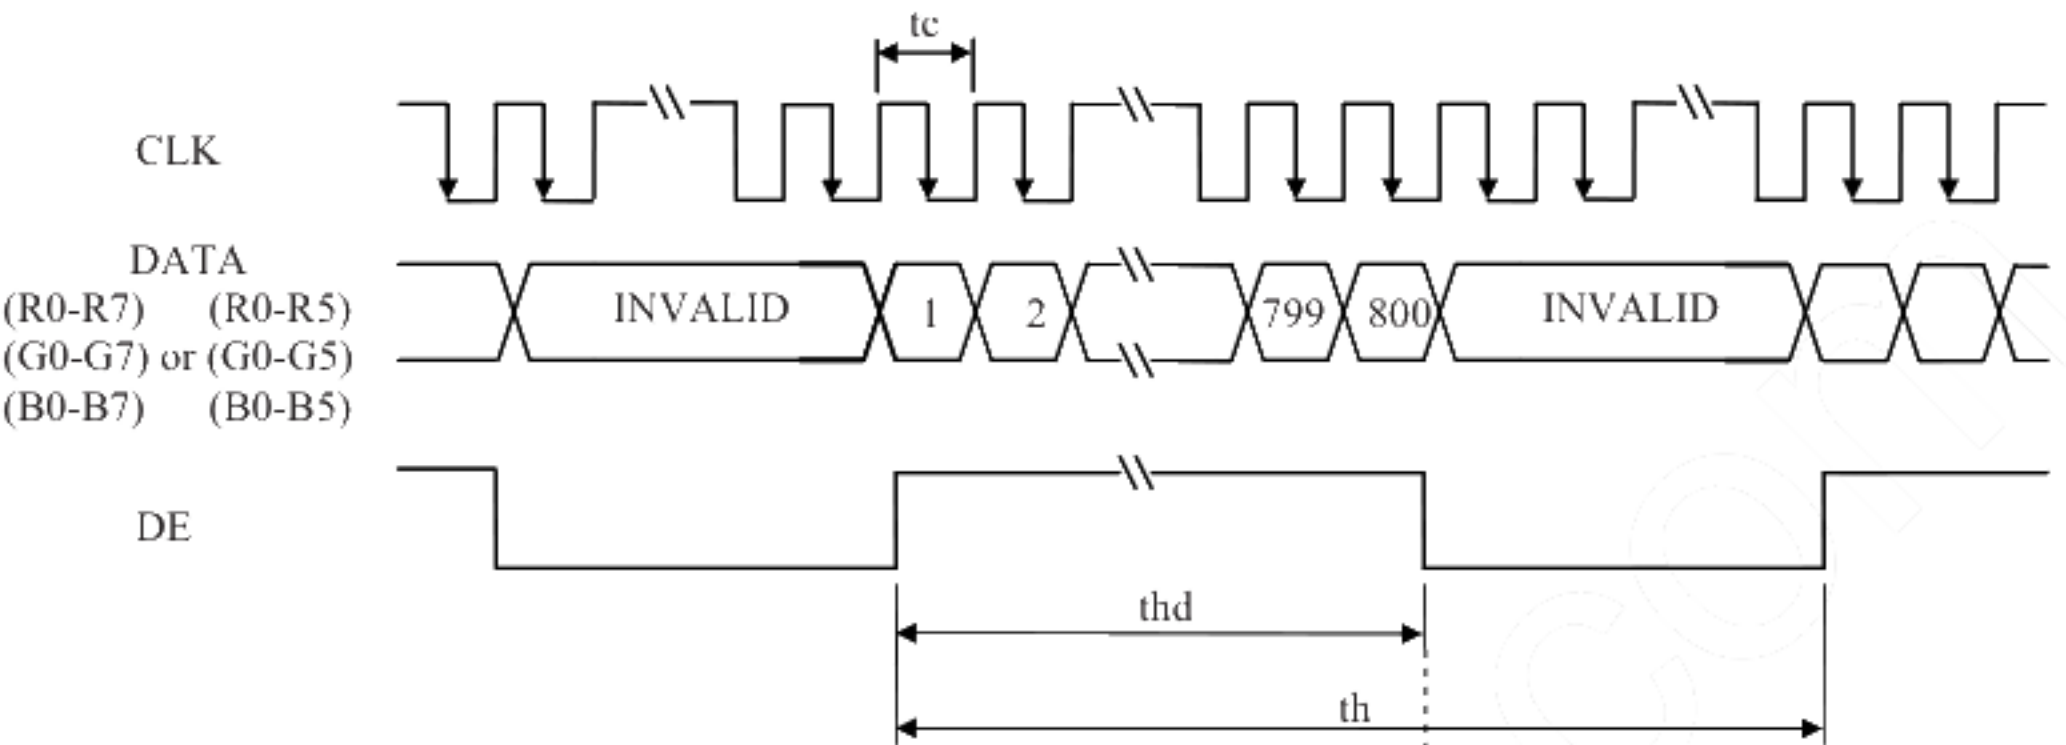 tc
CLK
DATA
INVALID 1 2 799 800 INVALID
(R0-R7) (R0-R5)
(G0-G7) or (G0-G5)
(B0-B7) (B0-B5)
DE
thd
th